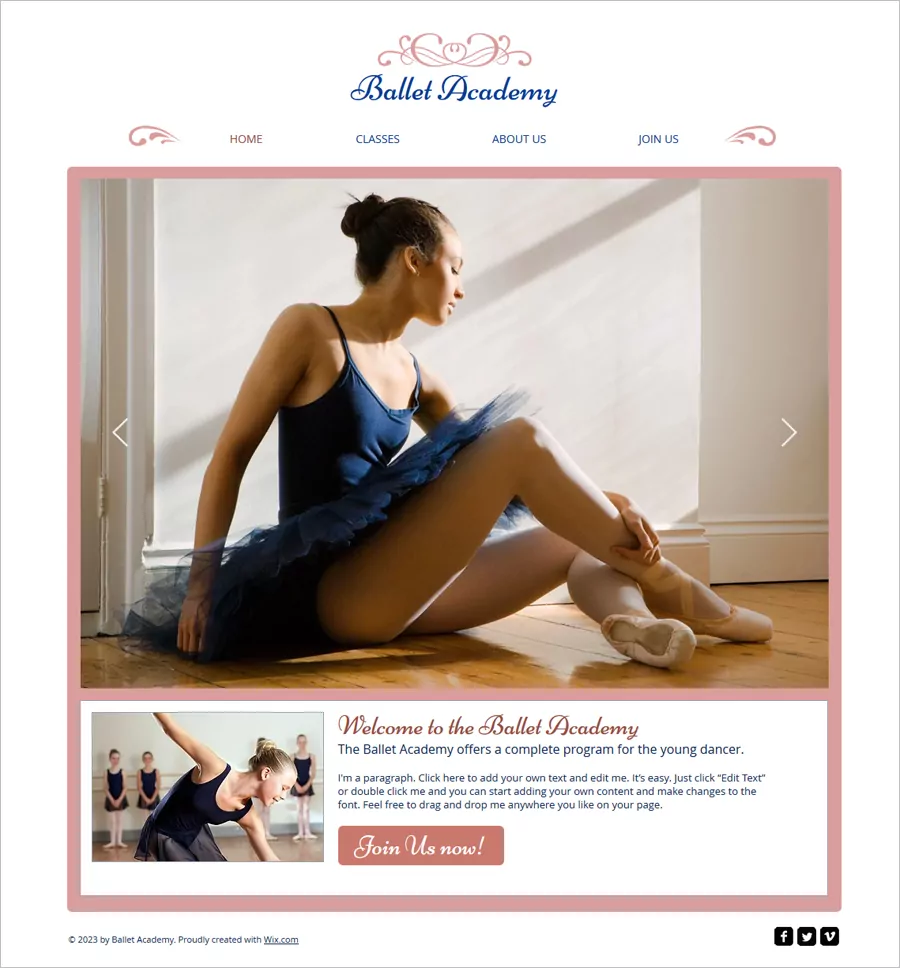 Ballet Academy
HOME CLASSES ABOUT US JOIN US
Welcome to the Ballet Academy
The Ballet Academy offers a complete program for the young dancer.
I'm a paragraph. Click here to add your own text and edit me. It's easy. Just click “Edit Text”
or double click me and you can start adding your own content and make changes to the
font. Feel free to drag and drop me anywhere you like on your page.
Join Us now!
© 2023 by Ballet Academy. Proudly created with Wix.com